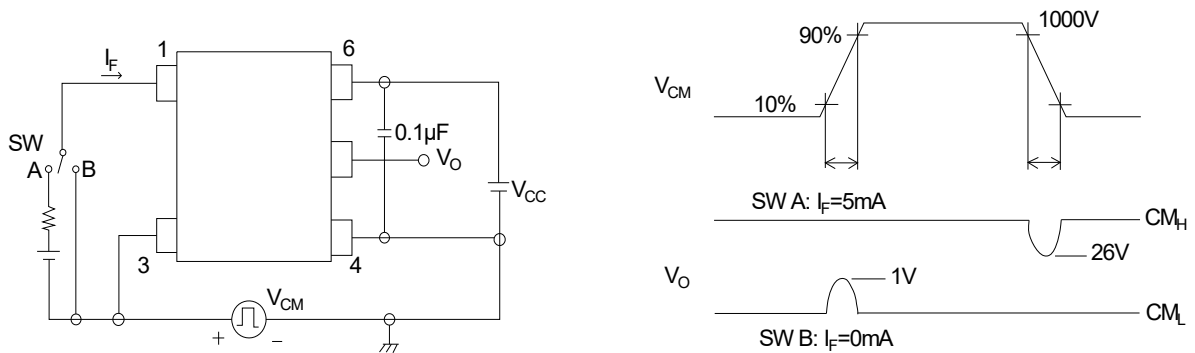 1
6
I_F
SW
A
B
0.1µF
V_O
V_CC
3
4
V_CM
+
-
90%
1000V
V_CM
10%
SW A: I_F=5mA
CM_H
26V
V_O
1V
CM_L
SW B: I_F=0mA